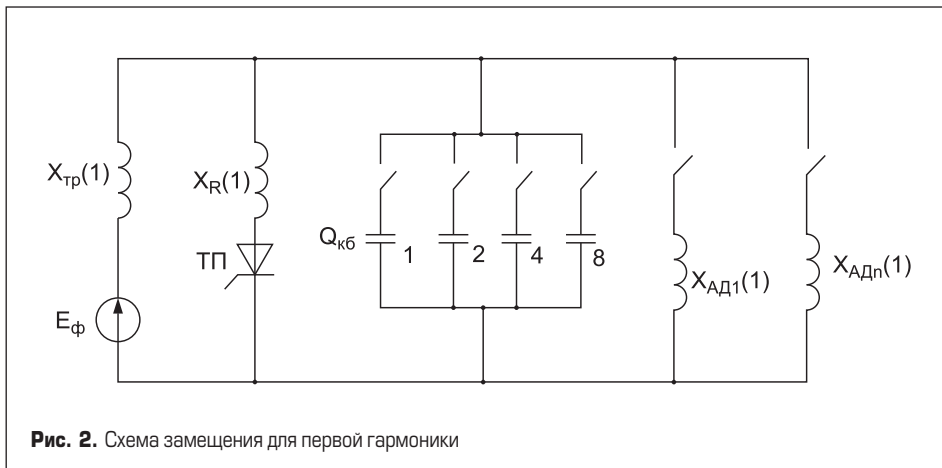 Xтр(1)
XR(1)
ТП
Eф
Qкб
1
2
4
8
XАД1(1)
XАДn(1)
Рис. 2. Схема замещения для первой гармоники